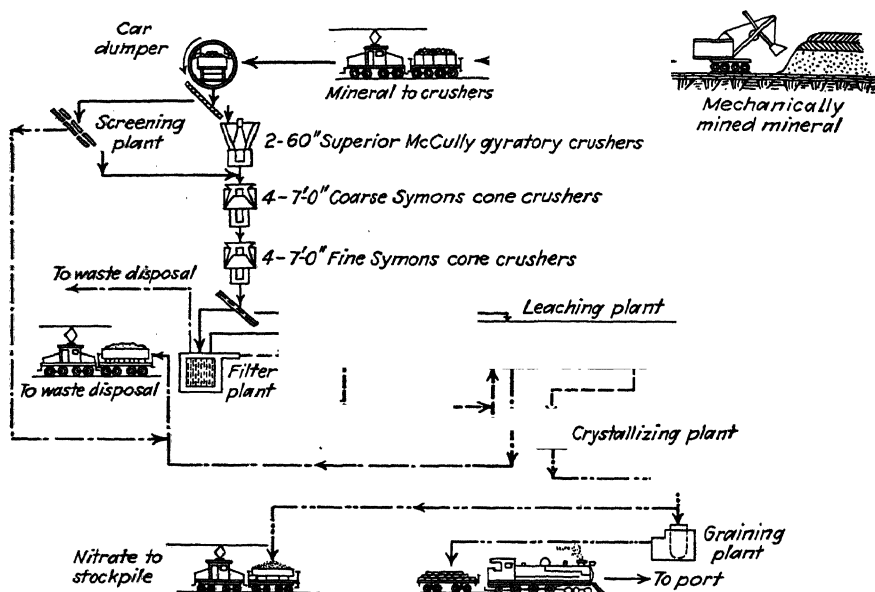 Car
dumper
Mineral to crushers
Mechanically
mined mineral
Screening
plant
2-60" Superior McCully gyratory crushers
4-7'-0" Coarse Symons cone crushers
4-7'-0" Fine Symons cone crushers
To waste disposal
Leaching plant
To waste disposal
Filter
plant
Crystallizing plant
Graining
plant
Nitrate to
stockpile
To port